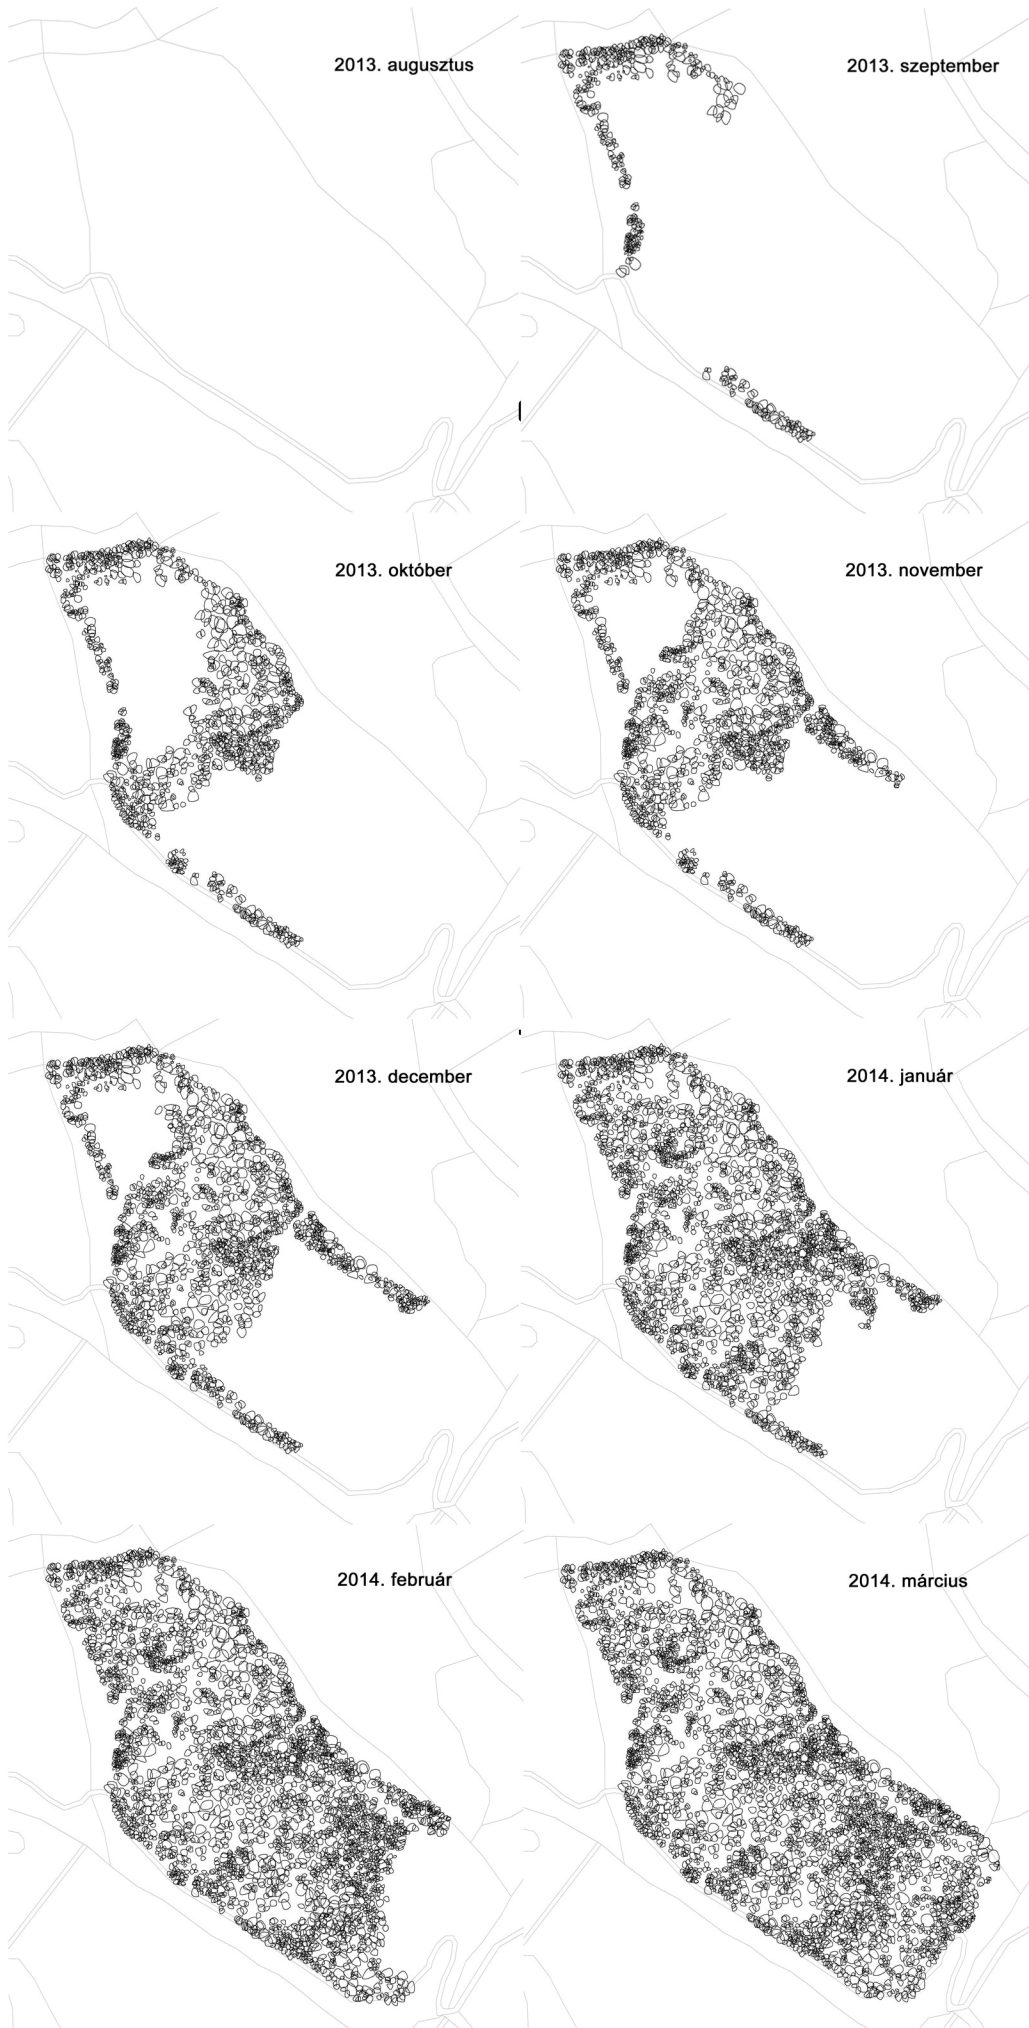 2013. augusztus
2013. szeptember
2013. október
2013. november
2013. december
2014. január
2014. február
2014. március